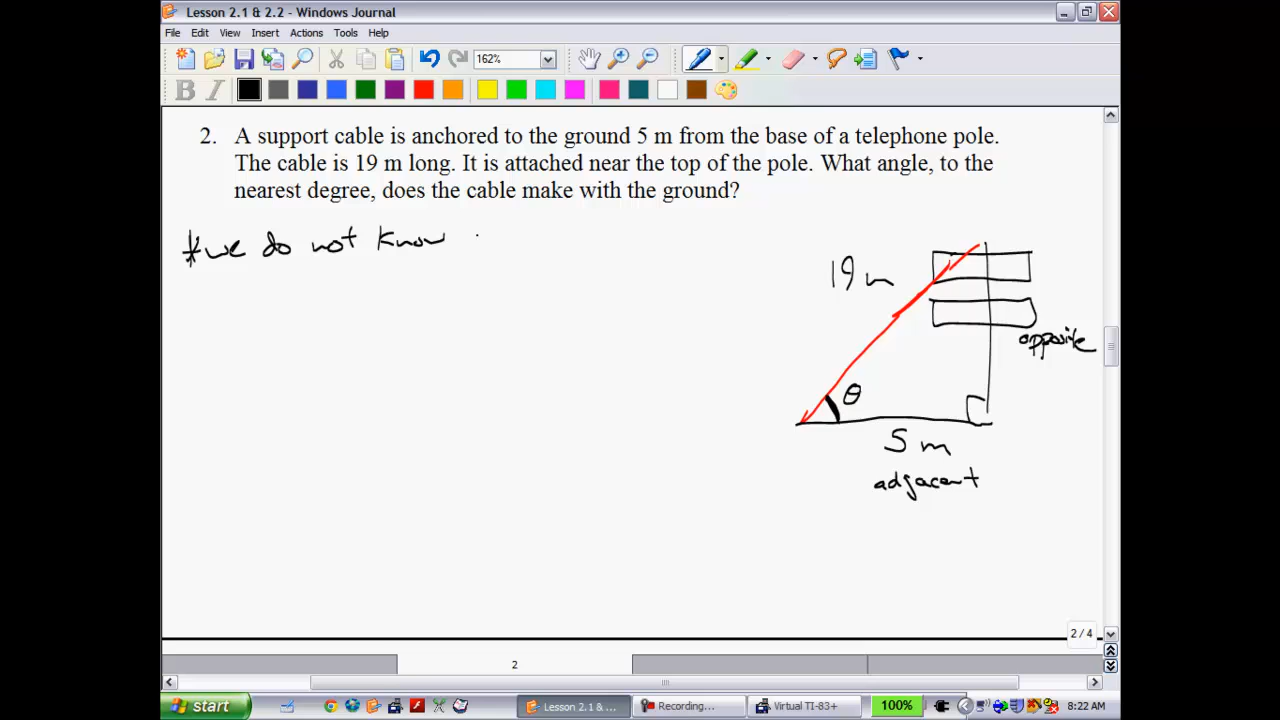 Lesson 2.1 & 2.2 - Windows Journal
File Edit View Insert Actions Tools Help
162%
B I
2. A support cable is anchored to the ground 5 m from the base of a telephone pole.
The cable is 19 m long. It is attached near the top of the pole. What angle, to the
nearest degree, does the cable make with the ground?
*we do not know
19 m
opposite
θ
5 m
adjacent
2 / 4
2
start
Lesson 2.1 & ...
Recording...
Virtual TI-83+
100%
8:22 AM